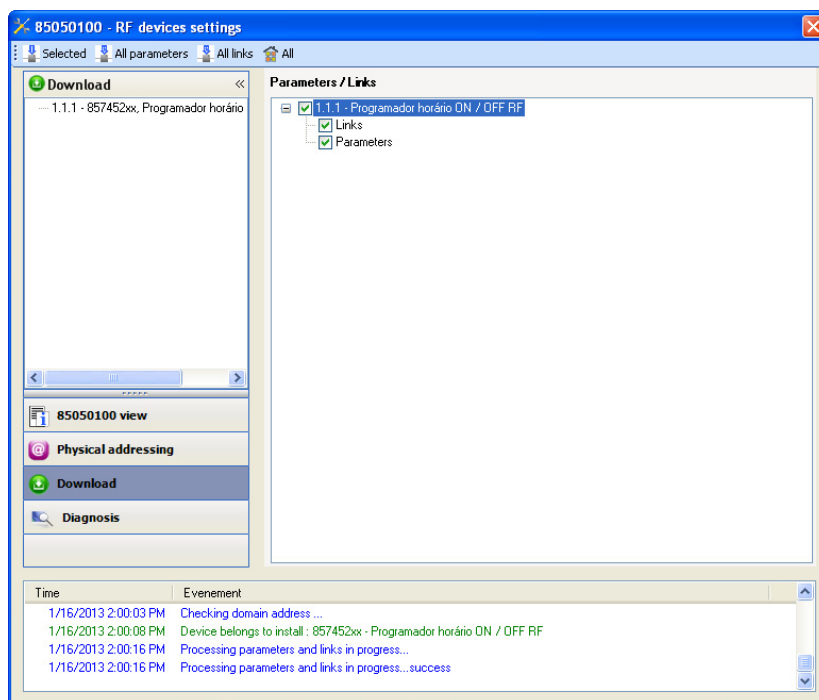 85050100 - RF devices settings
Selected All parameters All links All
Download
1.1.1 - 857452xx, Programador horário
85050100 view
Physical addressing
Download
Diagnosis
Parameters / Links
1.1.1 - Programador horário ON / OFF RF
Links
Parameters
Time Evenement
1/16/2013 2:00:03 PM Checking domain address ...
1/16/2013 2:00:08 PM Device belongs to install : 857452xx - Programador horário ON / OFF RF
1/16/2013 2:00:16 PM Processing parameters and links in progress...
1/16/2013 2:00:16 PM Processing parameters and links in progress...success